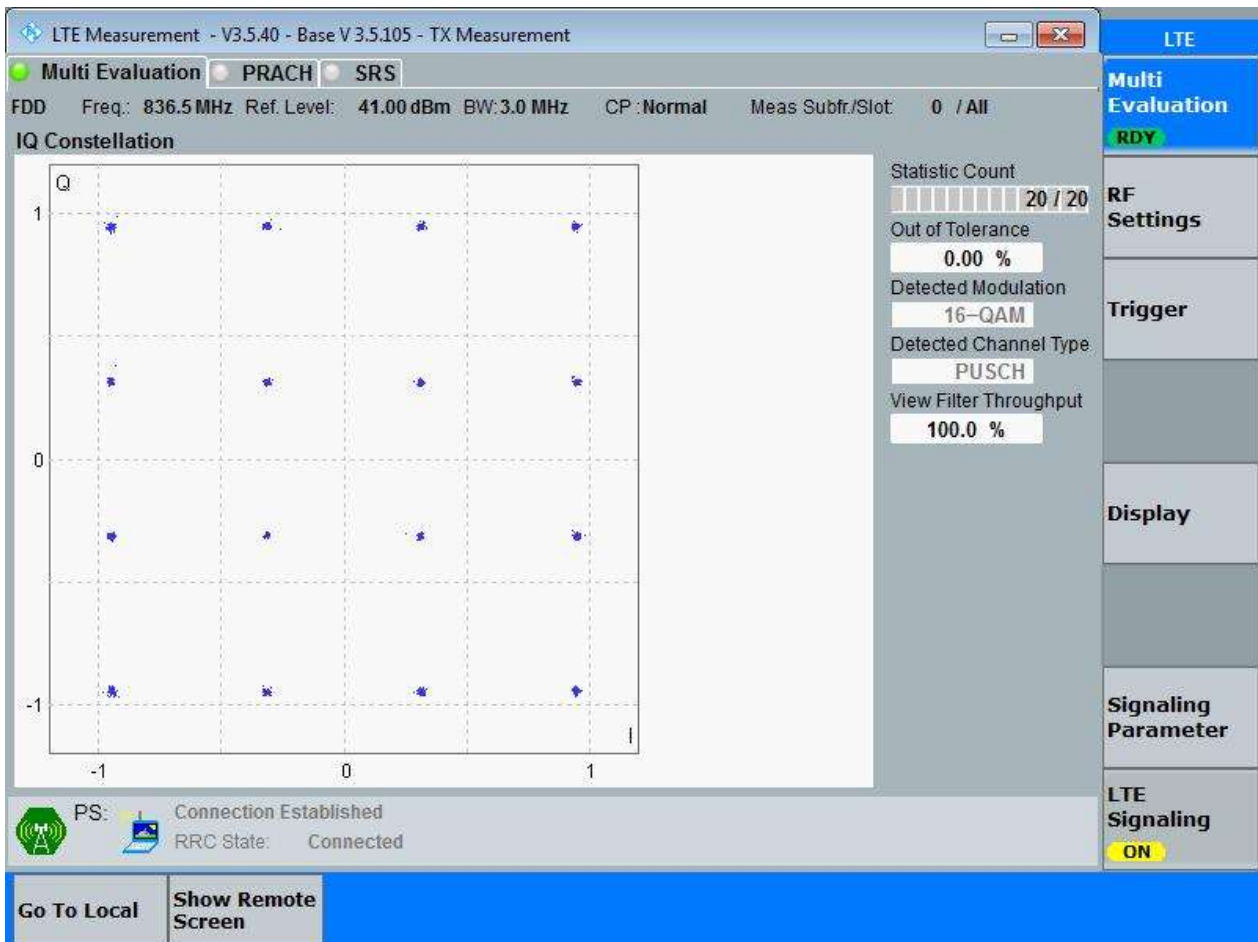 LTE Measurement - V3.5.40 - Base V 3.5.105 - TX Measurement
LTE
Multi Evaluation PRACH SRS
FDD Freq.: 836.5 MHz Ref. Level: 41.00 dBm BW: 3.0 MHz CP : Normal Meas Subfr./Slot: 0 / All
IQ Constellation
Q
1
0
-1
I
-1 0 1
Statistic Count
20 / 20
Out of Tolerance
0.00 %
Detected Modulation
16-QAM
Detected Channel Type
PUSCH
View Filter Throughput
100.0 %
Multi
Evaluation
RDY
RF
Settings
Trigger
Display
Signaling
Parameter
LTE
Signaling
ON
PS: Connection Established
RRC State: Connected
Go To Local
Show Remote
Screen